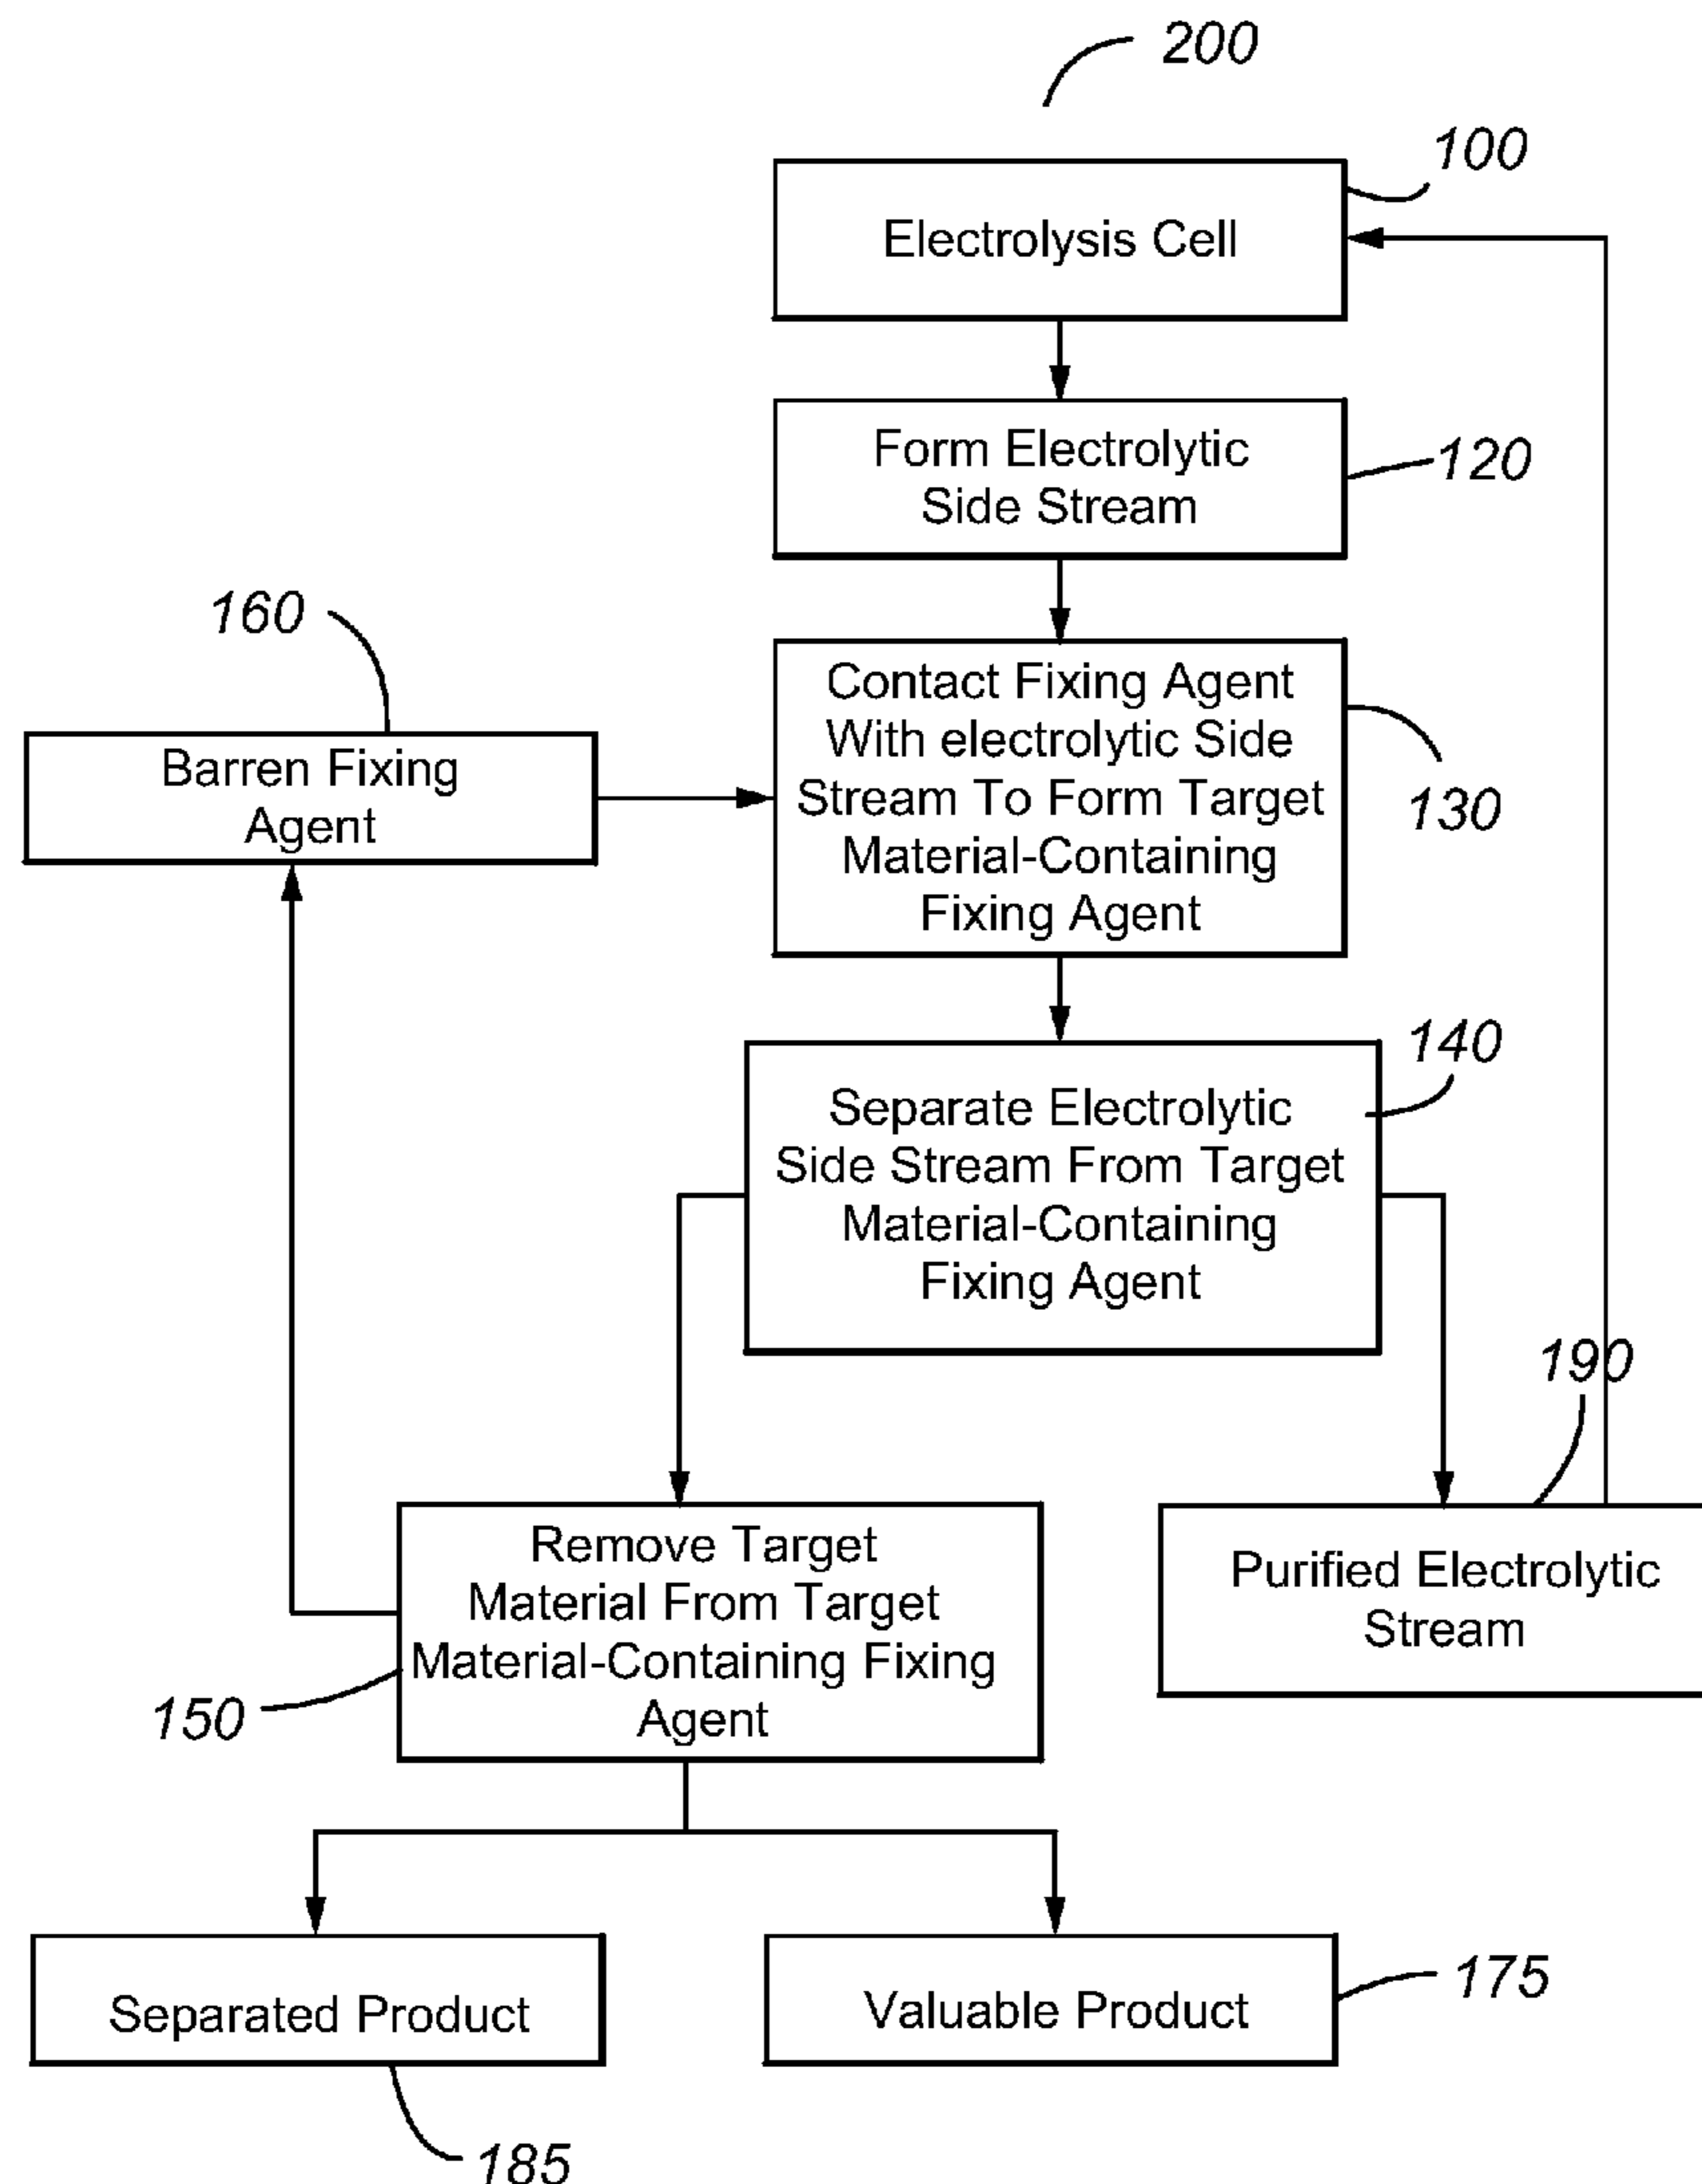 200
100
Electrolysis Cell
Form Electrolytic
Side Stream
120
160
Contact Fixing Agent
With electrolytic Side
Stream To Form Target
Material-Containing
Fixing Agent
130
Barren Fixing
Agent
140
Separate Electrolytic
Side Stream From Target
Material-Containing
Fixing Agent
190
Remove Target
Material From Target
Material-Containing Fixing
Agent
150
Purified Electrolytic
Stream
Separated Product
185
Valuable Product
175